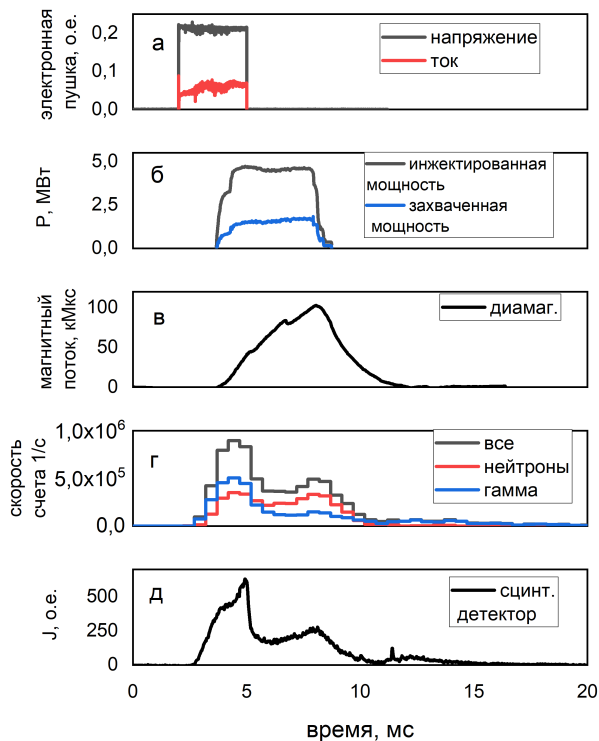 электронная
пушка, о.е.
0,2
0,1
0,0
а
напряжение
ток
P, МВт
5,0
2,5
0,0
б
инжектированная
мощность
захваченная
мощность
магнитный
поток, кМкс
100
50
0
в
диамаг.
скорость
счета 1/с
1,0x10⁶
5,0x10⁵
0,0
г
все
нейтроны
гамма
J, о.е.
500
250
0
д
сцинт.
детектор
0 5 10 15 20
время, мс